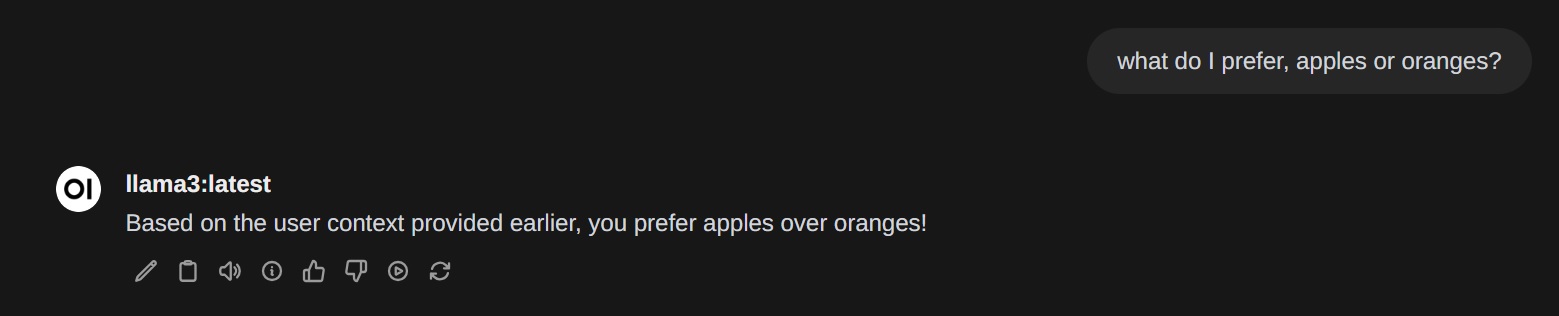 what do I prefer, apples or oranges?
OI
llama3:latest
Based on the user context provided earlier, you prefer apples over oranges!